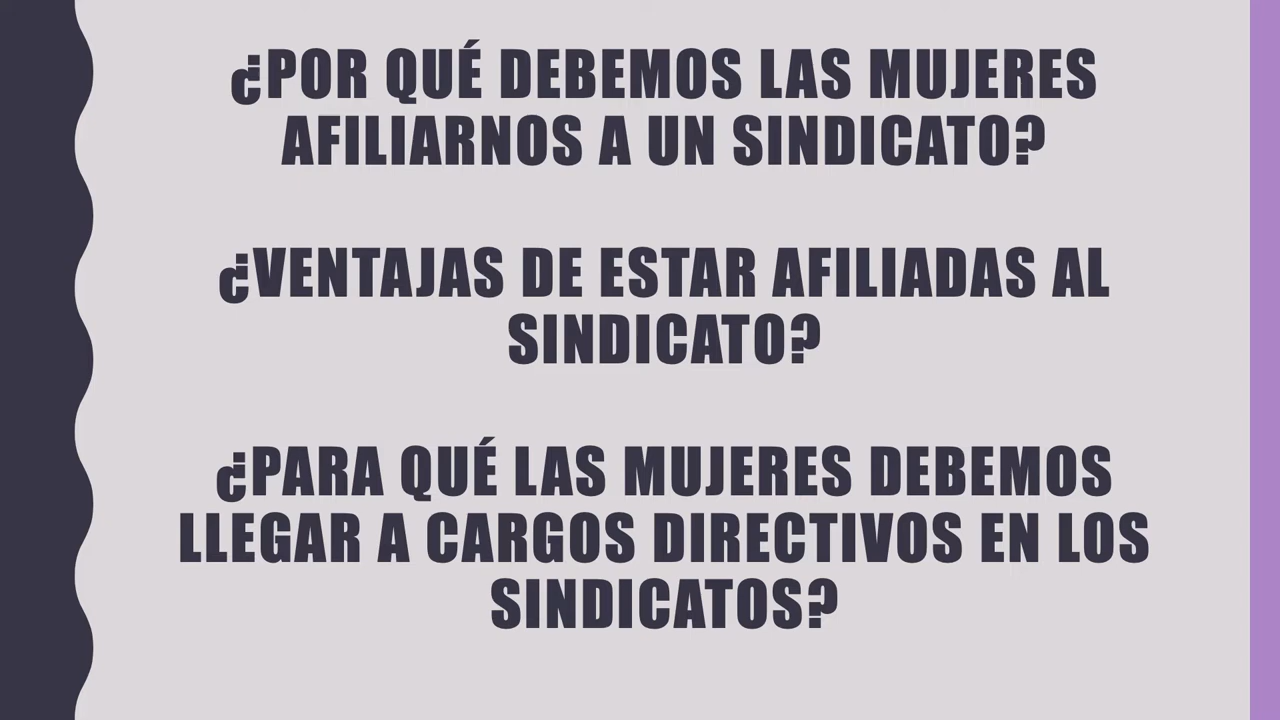 ¿POR QUÉ DEBEMOS LAS MUJERES
AFILIARNOS A UN SINDICATO?
¿VENTAJAS DE ESTAR AFILIADAS AL
SINDICATO?
¿PARA QUÉ LAS MUJERES DEBEMOS
LLEGAR A CARGOS DIRECTIVOS EN LOS
SINDICATOS?